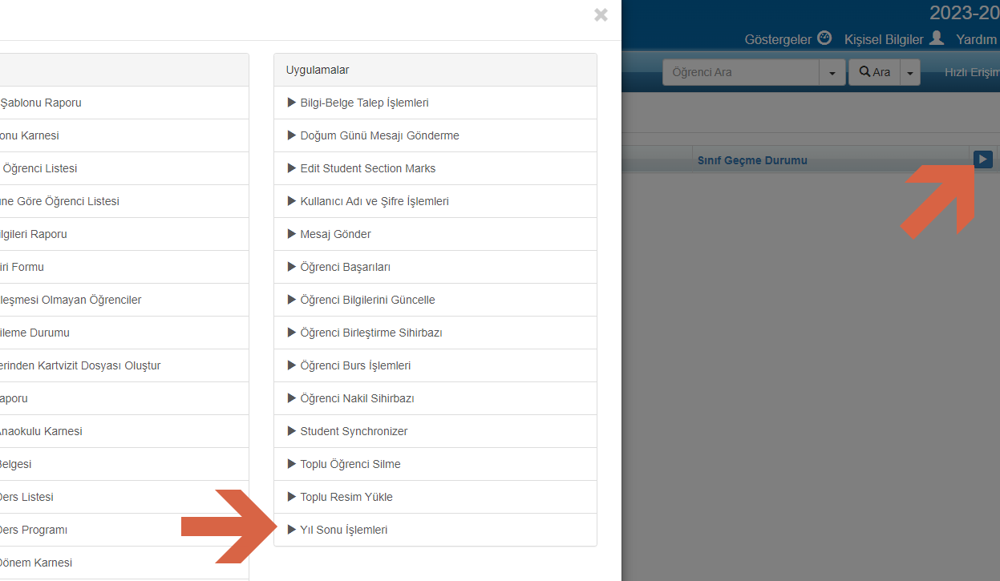 2023-20
Göstergeler Kişisel Bilgiler Yardım
Öğrenci Ara Ara Hızlı Erişim
Sınıf Geçme Durumu
Şablonu Raporu
onu Karnesi
Öğrenci Listesi
üne Göre Öğrenci Listesi
ilgileri Raporu
iri Formu
leşmesi Olmayan Öğrenciler
ileme Durumu
erinden Kartvizit Dosyası Oluştur
aporu
Anaokulu Karnesi
Belgesi
Ders Listesi
Ders Programı
Dönem Karnesi
Uygulamalar
Bilgi-Belge Talep İşlemleri
Doğum Günü Mesajı Gönderme
Edit Student Section Marks
Kullanıcı Adı ve Şifre İşlemleri
Mesaj Gönder
Öğrenci Başarıları
Öğrenci Bilgilerini Güncelle
Öğrenci Birleştirme Sihirbazı
Öğrenci Burs İşlemleri
Öğrenci Nakil Sihirbazı
Student Synchronizer
Toplu Öğrenci Silme
Toplu Resim Yükle
Yıl Sonu İşlemleri